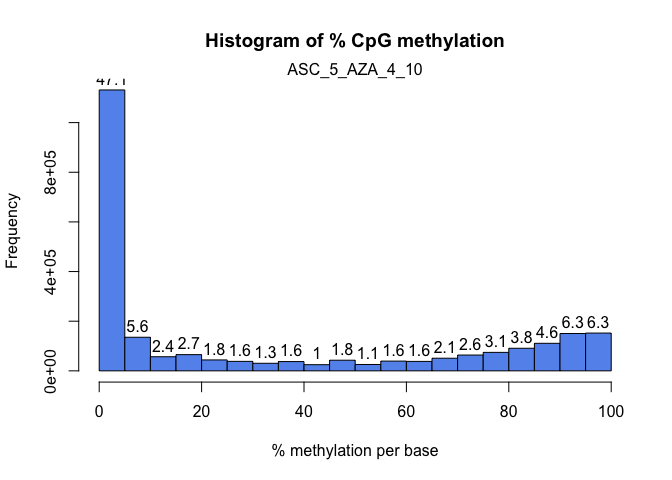 Histogram of % CpG methylation
ASC_5_AZA_4_10
47.1
5.6 2.4 2.7 1.8 1.6 1.3 1.6 1 1.8 1.1 1.6 1.6 2.1 2.6 3.1 3.8 4.6 6.3 6.3
Frequency
8e+05
4e+05
0e+00
0 20 40 60 80 100
% methylation per base